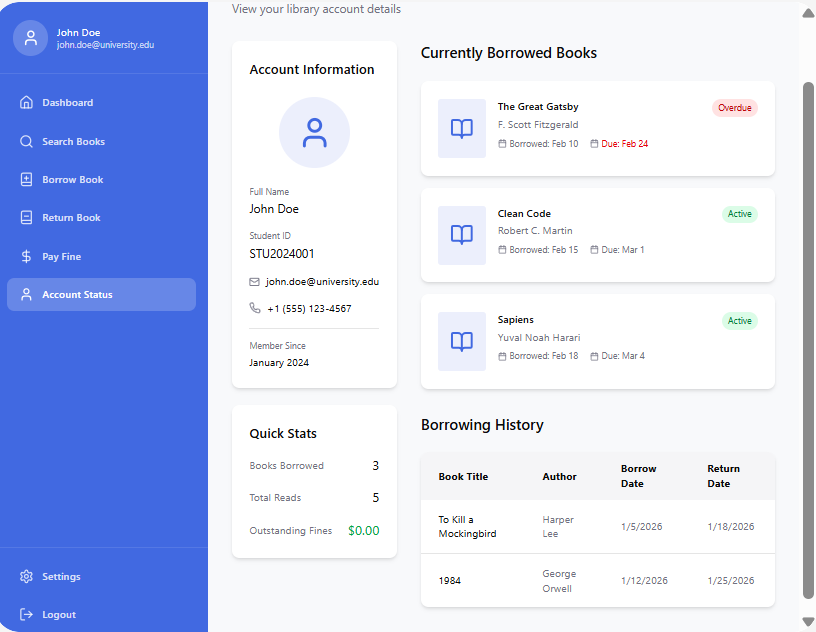 John Doe
john.doe@university.edu
Dashboard
Search Books
Borrow Book
Return Book
Pay Fine
Account Status
Settings
Logout
View your library account details
Account Information
Full Name
John Doe
Student ID
STU2024001
john.doe@university.edu
+1 (555) 123-4567
Member Since
January 2024
Quick Stats
Books Borrowed 3
Total Reads 5
Outstanding Fines $0.00
Currently Borrowed Books
The Great Gatsby Overdue
F. Scott Fitzgerald
Borrowed: Feb 10 Due: Feb 24
Clean Code Active
Robert C. Martin
Borrowed: Feb 15 Due: Mar 1
Sapiens Active
Yuval Noah Harari
Borrowed: Feb 18 Due: Mar 4
Borrowing History
Book Title Author Borrow Date Return Date
To Kill a Mockingbird Harper Lee 1/5/2026 1/18/2026
1984 George Orwell 1/12/2026 1/25/2026